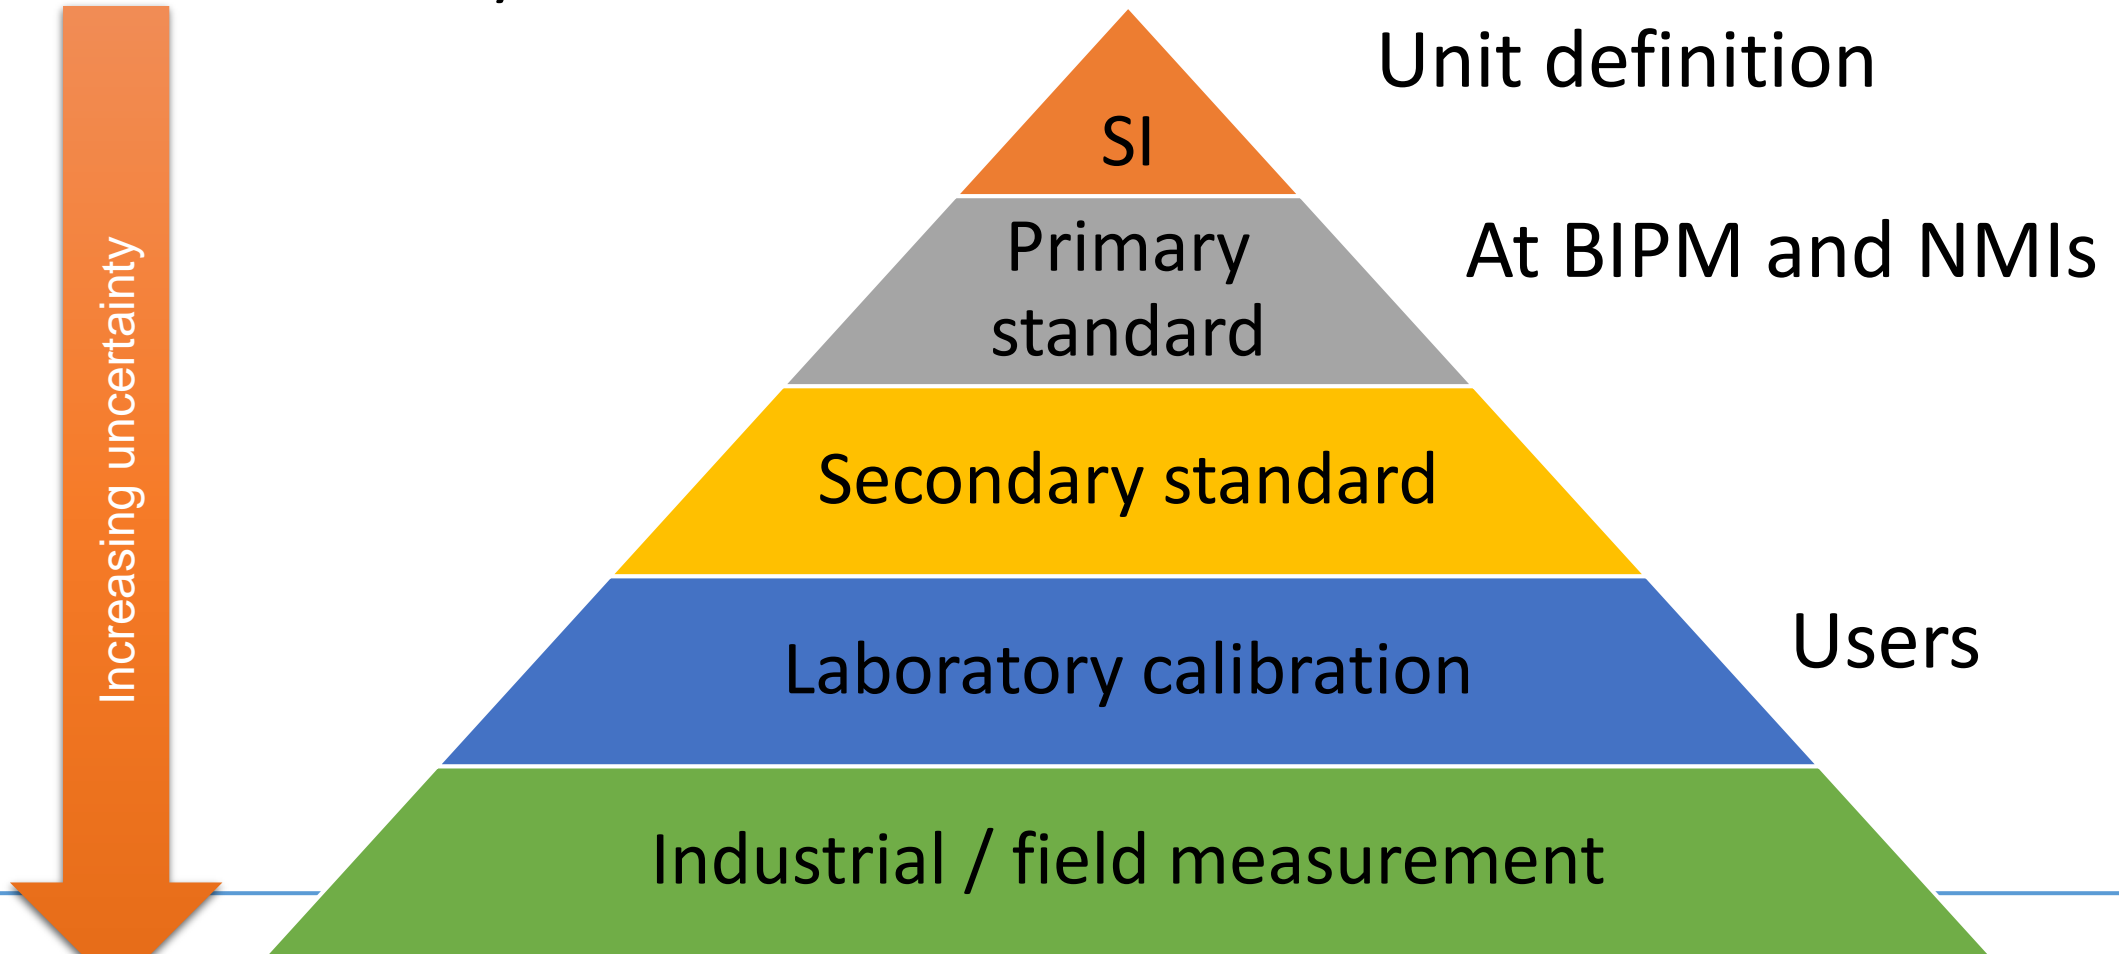 Unit definition
SI
Primary
standard
At BIPM and NMIs
Secondary standard
Increasing uncertainty
Users
Laboratory calibration
Industrial / field measurement